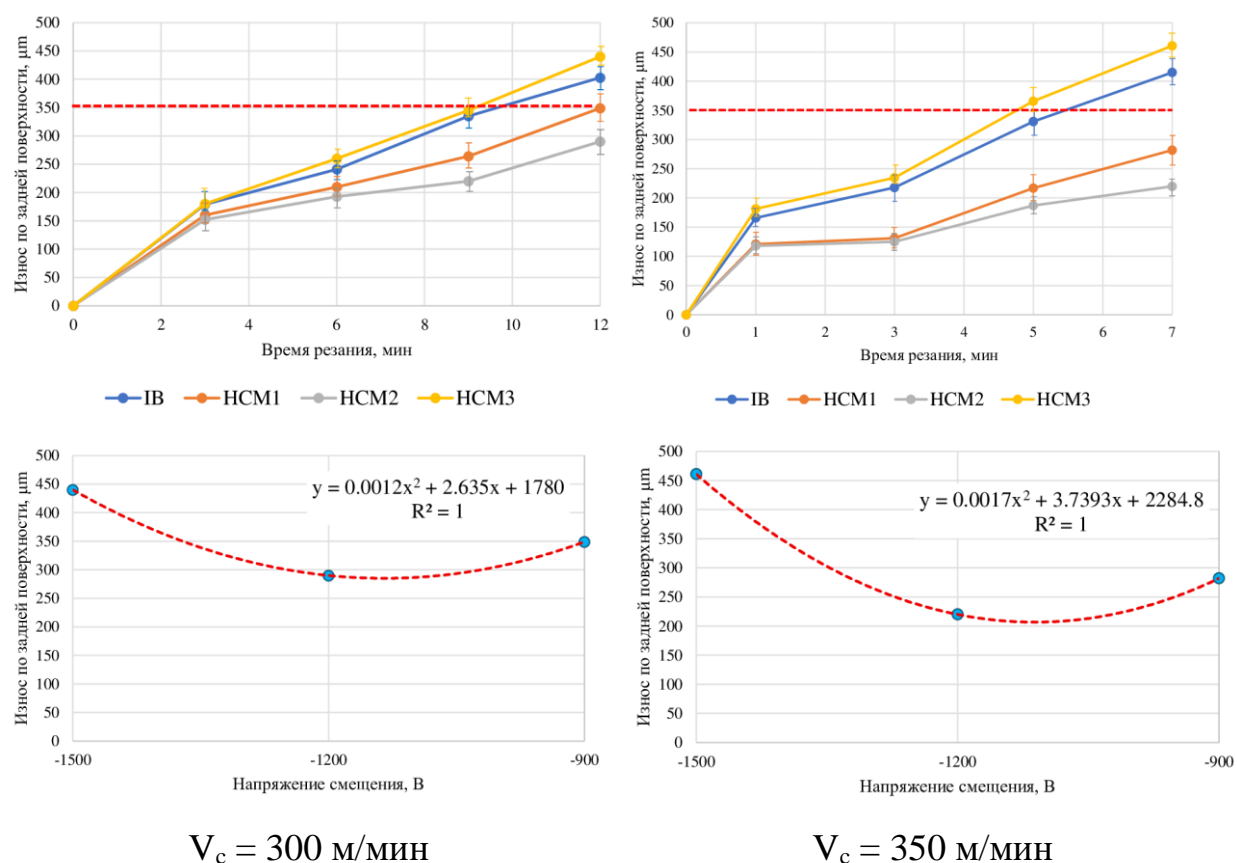 500
450
400
350
300
250
200
150
100
50
0
Износ по задней поверхности, µm
0 2 4 6 8 10 12
Время резания, мин
IB HCM1 HCM2 HCM3
500
450
400
350
300
250
200
150
100
50
0
Износ по задней поверхности, µm
0 1 2 3 4 5 6 7
Время резания, мин
IB HCM1 HCM2 HCM3
500
450
400
350
300
250
200
150
100
50
0
Износ по задней поверхности, µm
y = 0.0012x² + 2.635x + 1780
R² = 1
-1500 -1200 -900
Напряжение смещения, В
500
450
400
350
300
250
200
150
100
50
0
Износ по задней поверхности, µm
y = 0.0017x² + 3.7393x + 2284.8
R² = 1
-1500 -1200 -900
Напряжение смещения, В
Vc = 300 м/мин
Vc = 350 м/мин